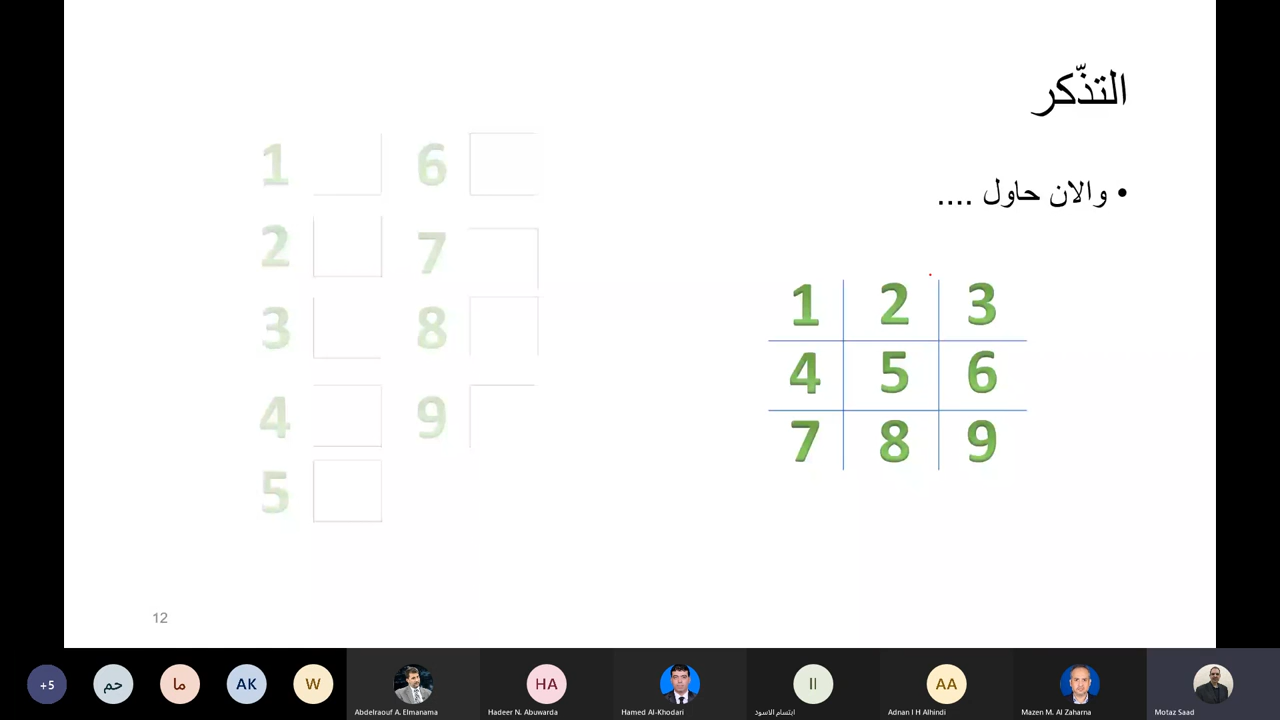 التذّكر
• والان حاول ....
1 2 3
4 5 6
7 8 9
1 6
2 7
3 8
4 9
5
12
+5
حم
ما
AK
W
Abdelraouf A. Elmanama
HA
Hadeer N. Abuwarda
Hamed Al-Khodari
اا
ابتسام الاسود
AA
Adnan I H Alhindi
Mazen M. Al Zaharna
Motaz Saad